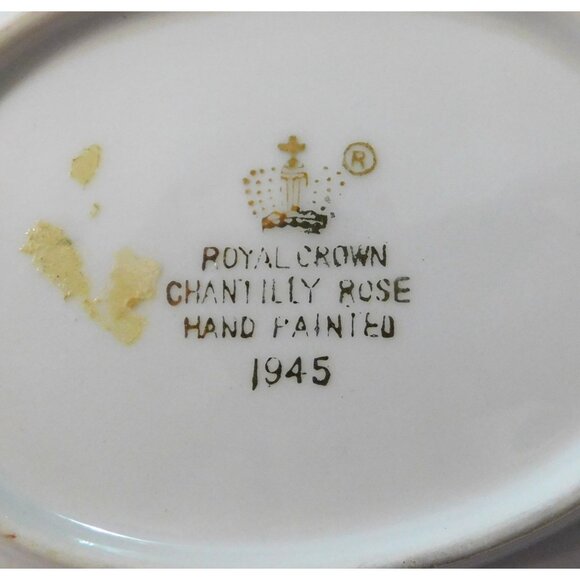 ®
ROYAL CROWN
CHANTILLY ROSE
HAND PAINTED
1945